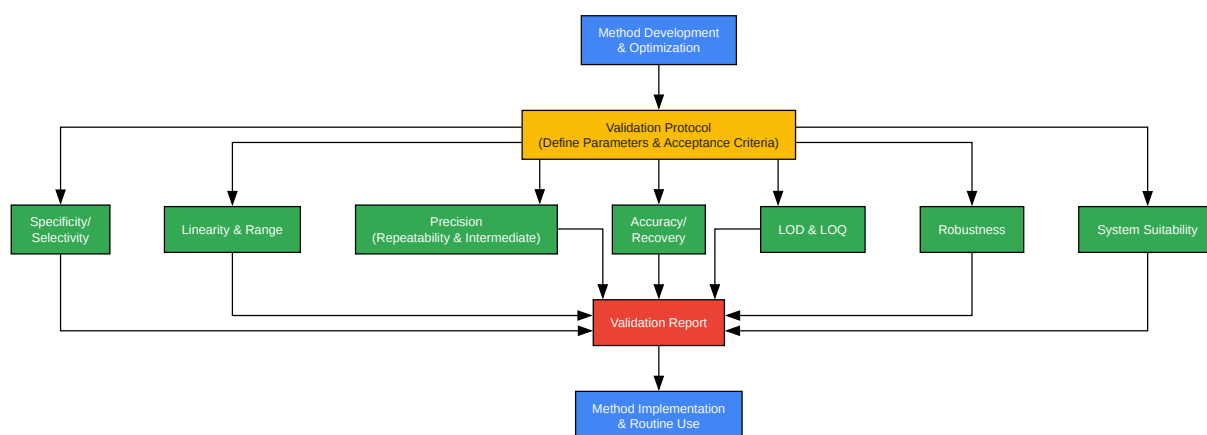 Method Development
& Optimization
Validation Protocol
(Define Parameters & Acceptance Criteria)
Specificity/
Selectivity
Linearity & Range
Precision
(Repeatability & Intermediate)
Accuracy/
Recovery
LOD & LOQ
Robustness
System Suitability
Validation Report
Method Implementation
& Routine Use